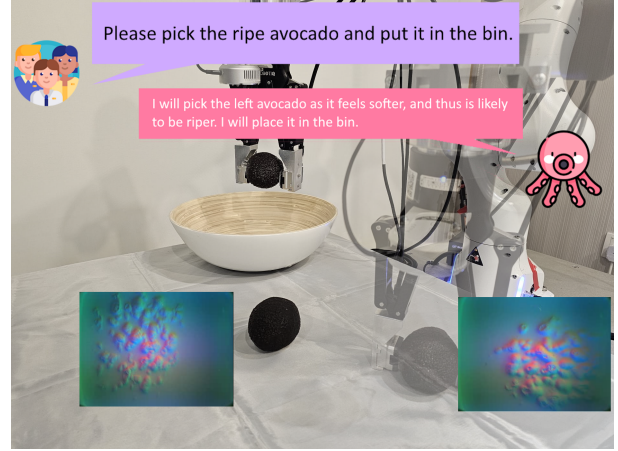 Please pick the ripe avocado and put it in the bin.
I will pick the left avocado as it feels softer, and thus is likely
to be riper. I will place it in the bin.